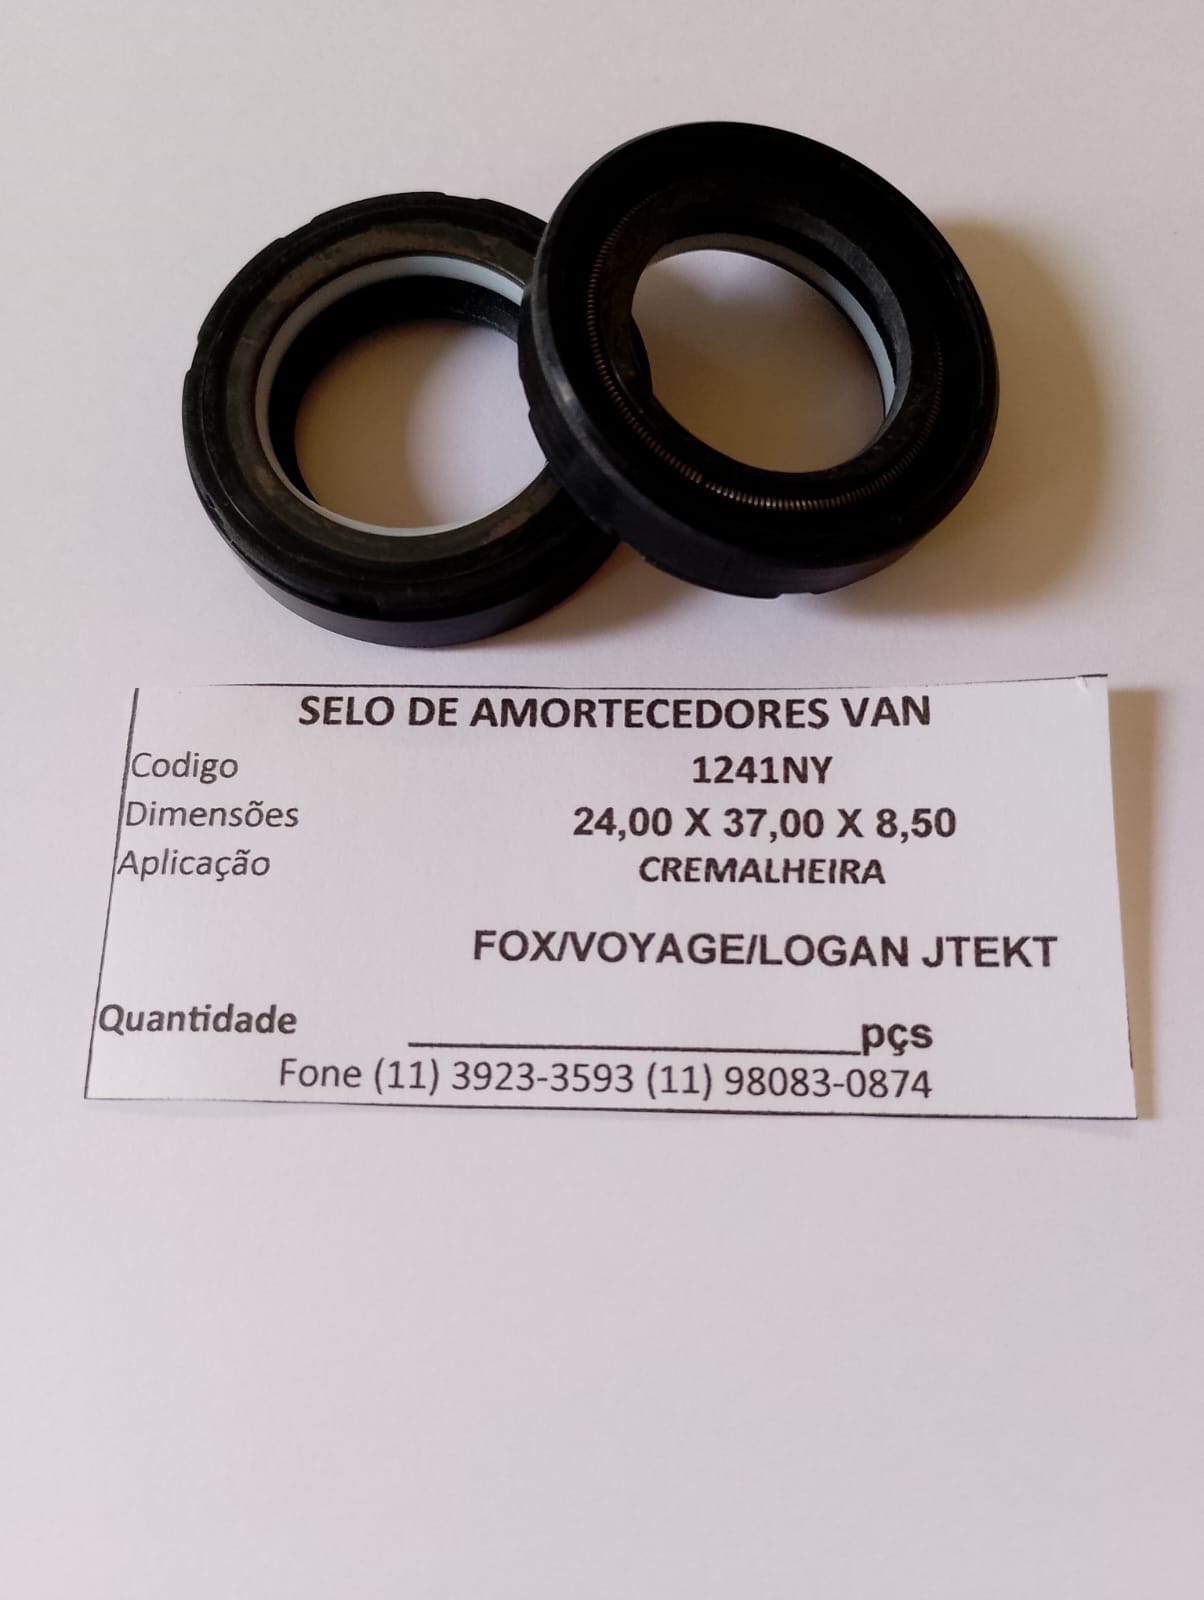 SELO DE AMORTECEDORES VAN
Codigo 1241NY
Dimensões 24,00 X 37,00 X 8,50
Aplicação CREMALHEIRA
FOX/VOYAGE/LOGAN JTEKT
Quantidade ____________________pçs
Fone (11) 3923-3593 (11) 98083-0874